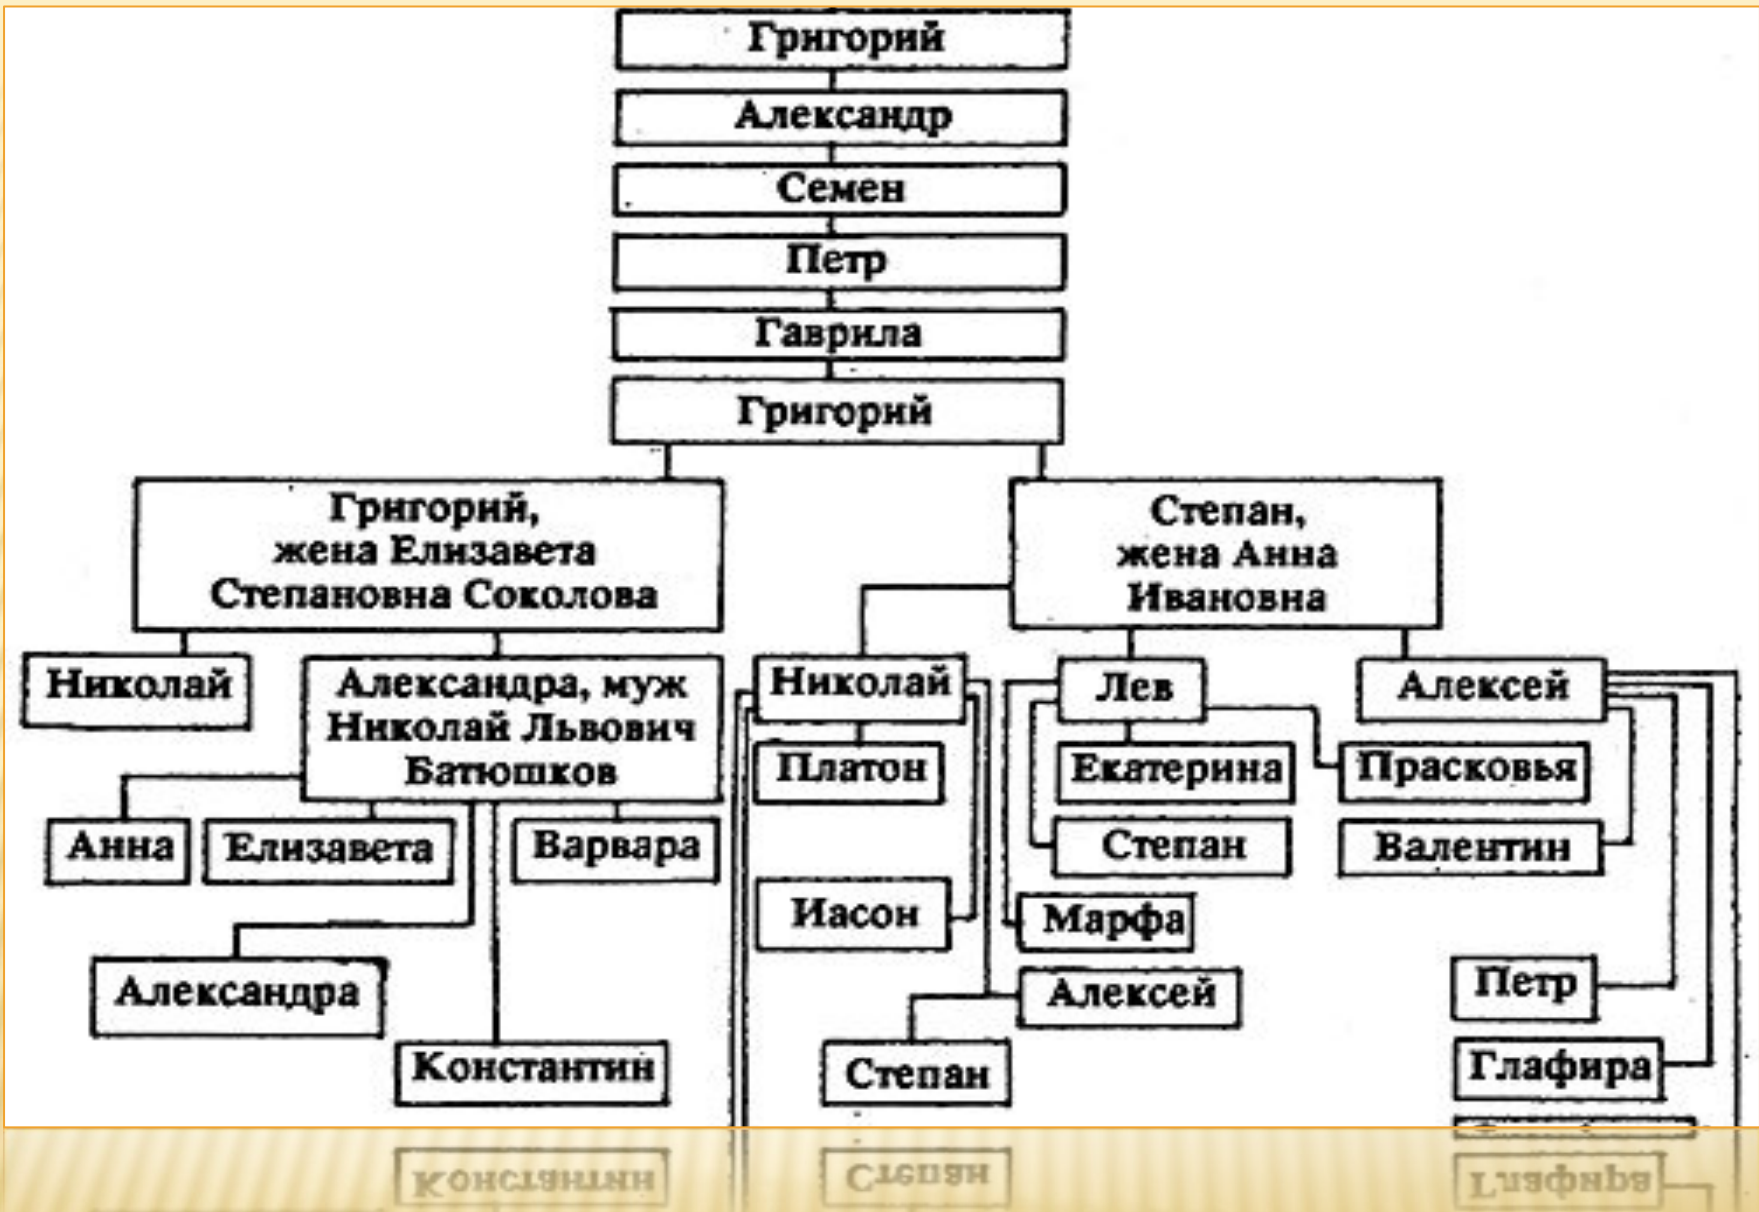 Григорий
Александр
Семен
Петр
Гаврила
Григорий
Григорий,
жена Елизавета
Степановна Соколова
Степан,
жена Анна
Ивановна
Николай
Александра, муж
Николай Львович
Батюшков
Николай
Лев
Алексей
Платон
Екатерина
Прасковья
Анна
Елизавета
Варвара
Степан
Валентин
Иасон
Марфа
Александра
Алексей
Петр
Константин
Степан
Глафира